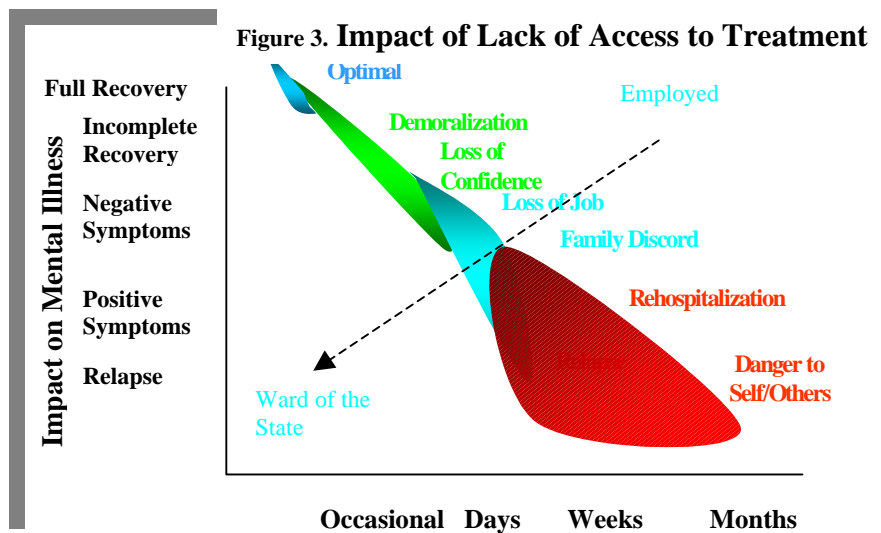 Figure 3. Impact of Lack of Access to Treatment
Optimal
Full Recovery
Employed
Incomplete
Recovery
Demoralization
Loss of
Confidence
Negative
Symptoms
Loss of Job
Family Discord
Positive
Symptoms
Rehospitalization
Relapse
Relapse
Danger to
Self/Others
Ward of the
State
Impact on Mental Illness
Occasional Days Weeks Months